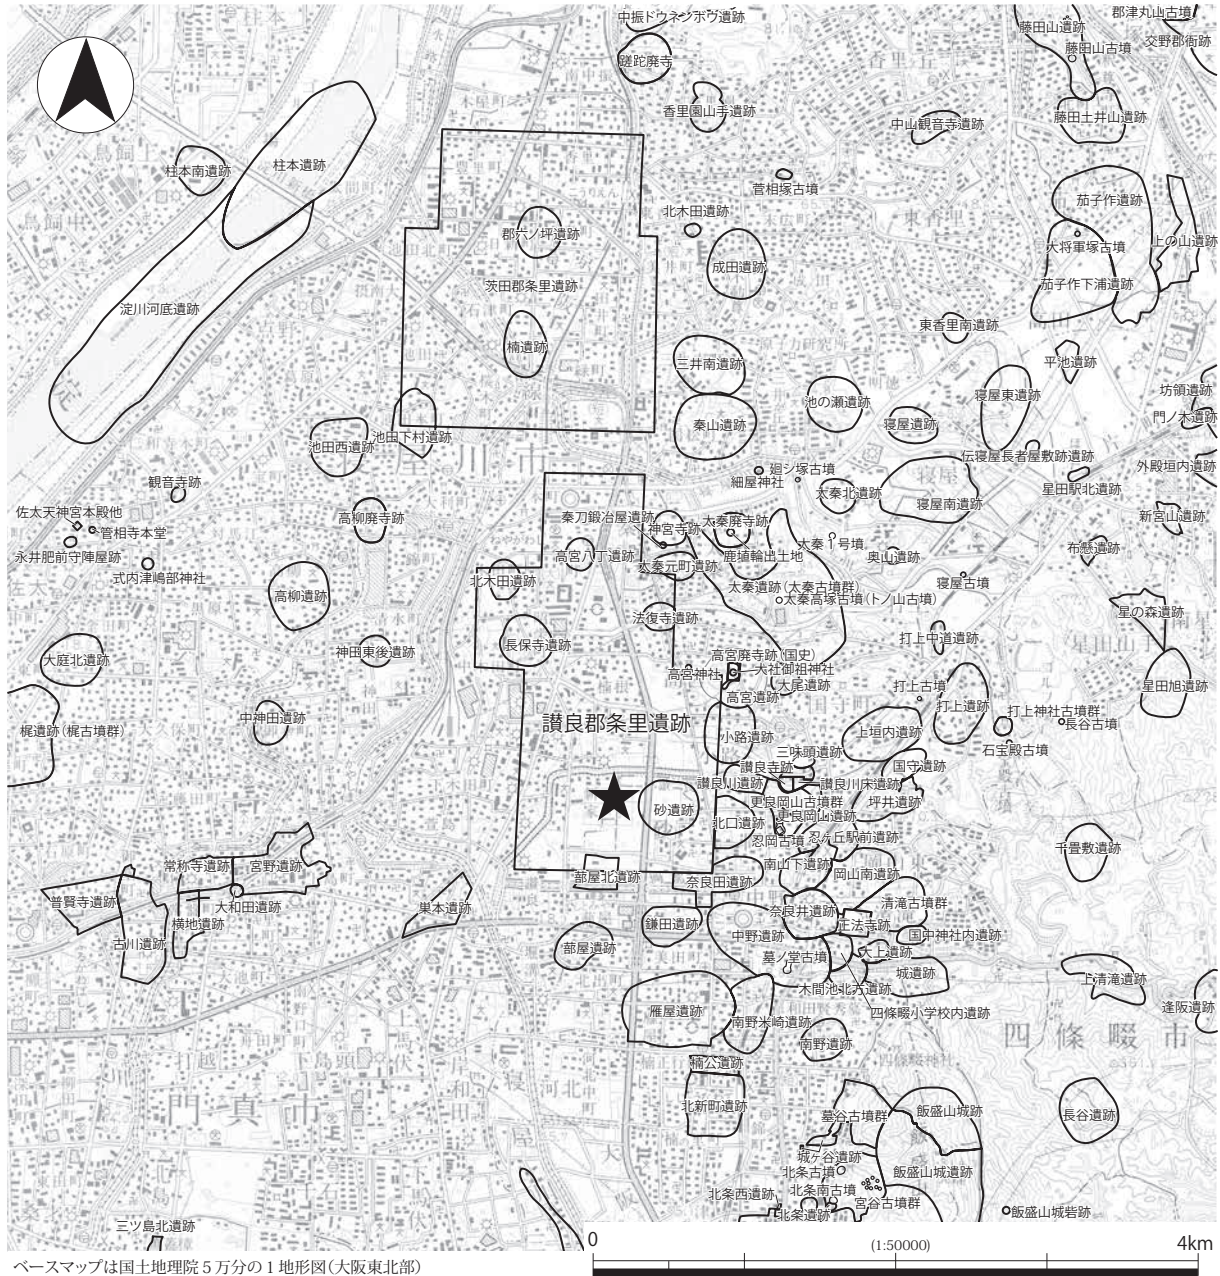 中振ドウネンボヴ遺跡
蹉跎廃寺
香里園山手遺跡
中山観音寺遺跡
藤田山遺跡
藤田山古墳
郡津丸山古墳
交野郡衙跡
藤田土井山遺跡
柱本南遺跡
柱本遺跡
菅相塚古墳
北木田遺跡
茄子作遺跡
郡六ノ坪遺跡
大将軍塚古墳
上の山遺跡
成田遺跡
茨田郡条里遺跡
茄子作下浦遺跡
淀川河底遺跡
東香里南遺跡
楠遺跡
三井南遺跡
平池遺跡
池の瀬遺跡
寝屋東遺跡
坊領遺跡
門ノ木遺跡
秦山遺跡
寝屋遺跡
池田西遺跡
池田下村遺跡
伝寝屋長者屋敷跡遺跡
外殿垣内遺跡
観音寺跡
廻シ塚古墳
細屋神社
太秦北遺跡
寝屋南遺跡
星田駅北遺跡
佐太天神宮本殿他
菅相寺本堂
高柳廃寺跡
秦刀鍛冶屋遺跡
神宮寺跡
太秦廃寺跡
新宮山遺跡
永井肥前守陣屋跡
高宮八丁遺跡
太秦元町遺跡
鹿埴輪出土地
太秦1号墳
奥山遺跡
布懸遺跡
式内津嶋部神社
北木田遺跡
太秦遺跡(太秦古墳群)
寝屋古墳
高柳遺跡
太秦高塚古墳(トノ山古墳)
星の森遺跡
法復寺遺跡
打上中道遺跡
長保寺遺跡
神田東後遺跡
大庭北遺跡
高宮廃寺跡(国史)
高宮神社
大社御祖神社
大尾遺跡
高宮遺跡
打上古墳
打上遺跡
星田旭遺跡
打上神社古墳群
長谷古墳
梶遺跡(梶古墳群)
中神田遺跡
讃良郡条里遺跡
小路遺跡
上垣内遺跡
石宝殿古墳
三味頭遺跡
讃良寺跡
国守遺跡
讃良川遺跡
讃良川床遺跡
砂遺跡
更良岡山古墳群
坪井遺跡
更良岡山遺跡
北口遺跡
忍岡古墳
忍ヶ丘駅前遺跡
千畳敷遺跡
常称寺遺跡
宮野遺跡
蔀屋北遺跡
奈良田遺跡
南山下遺跡
岡山南遺跡
普賢寺遺跡
大和田遺跡
横地遺跡
巣本遺跡
奈良井遺跡
清滝古墳群
古川遺跡
鎌田遺跡
中野遺跡
正法寺跡
国中神社内遺跡
蔀屋遺跡
墓ノ堂古墳
大上遺跡
木間池北方遺跡
城遺跡
上清滝遺跡
雁屋遺跡
南野米崎遺跡
四條畷小学校内遺跡
逢阪遺跡
南野遺跡
四條畷市
楠公遺跡
門真市
北新町遺跡
墓谷古墳群
飯盛山城跡
長谷遺跡
城ヶ谷遺跡
北条古墳
飯盛山城遺跡
北条西遺跡
北条南古墳
宮谷古墳群
北条遺跡
飯盛山城砦跡
三ツ島北遺跡
0
(1:50000)
4km
ベースマップは国土地理院5万分の1地形図(大阪東北部)